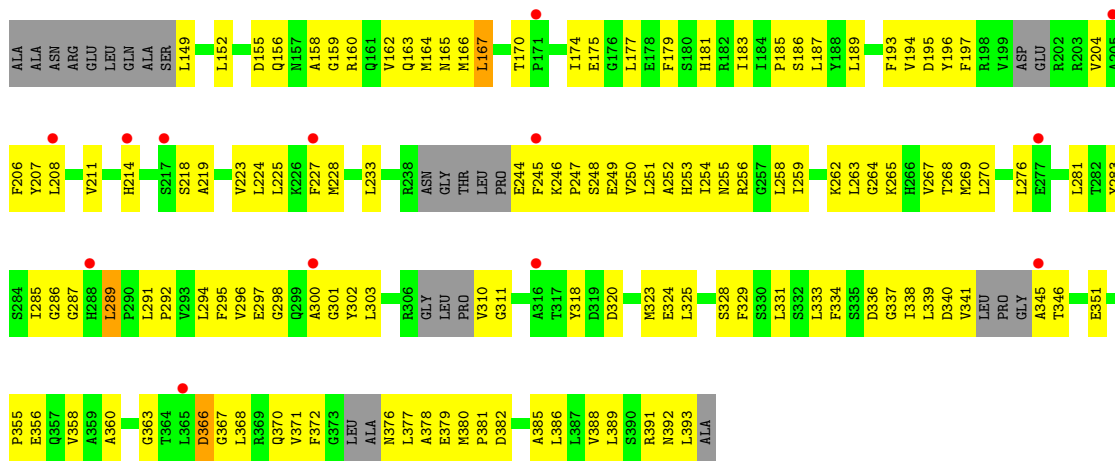 ALA ALA ASN ARG GLU LEU GLN ALA SER L149 L152 D155 Q156 N157 A158 G159 R160 Q161 V162 Q163 M164 N165 M166 L167 T170 P171 I174 E175 G176 L177 E178 F179 S180 H181 R182 I183 I184 P185 S186 L187 Y188 L189 F193 V194 D195 Y196 F197 R198 V199 ASP GLU R202 R203 V204 A205
F206 Y207 L208 V211 H214 S217 S218 A219 V223 L224 L225 K226 F227 M228 L233 R238 ASN GLY THR LEU PRO E244 F245 K246 P247 S248 E249 V250 L251 A252 H253 I254 N255 R256 G257 L258 I259 K262 L263 G264 K265 H266 V267 T268 M269 L270 L276 E277 L281 T282 Y283
S284 I285 G286 G287 H288 L289 P290 L291 P292 V293 L294 F295 V296 E297 G298 Q299 A300 G301 Y302 L303 R306 GLY LEU PRO V310 G311 A316 T317 Y318 D319 D320 M323 E324 L325 S328 F329 S330 L331 S332 L333 F334 S335 D336 G337 I338 L339 D340 V341 LEU PRO GLY A345 T346 E351
P355 E356 Q357 V358 A359 A360 G363 T364 L365 D366 G367 L368 R369 Q370 V371 F372 G373 LEU ALA N376 L377 A378 E379 M380 P381 D382 A385 L386 L387 V388 L389 S390 R391 N392 L393 ALA